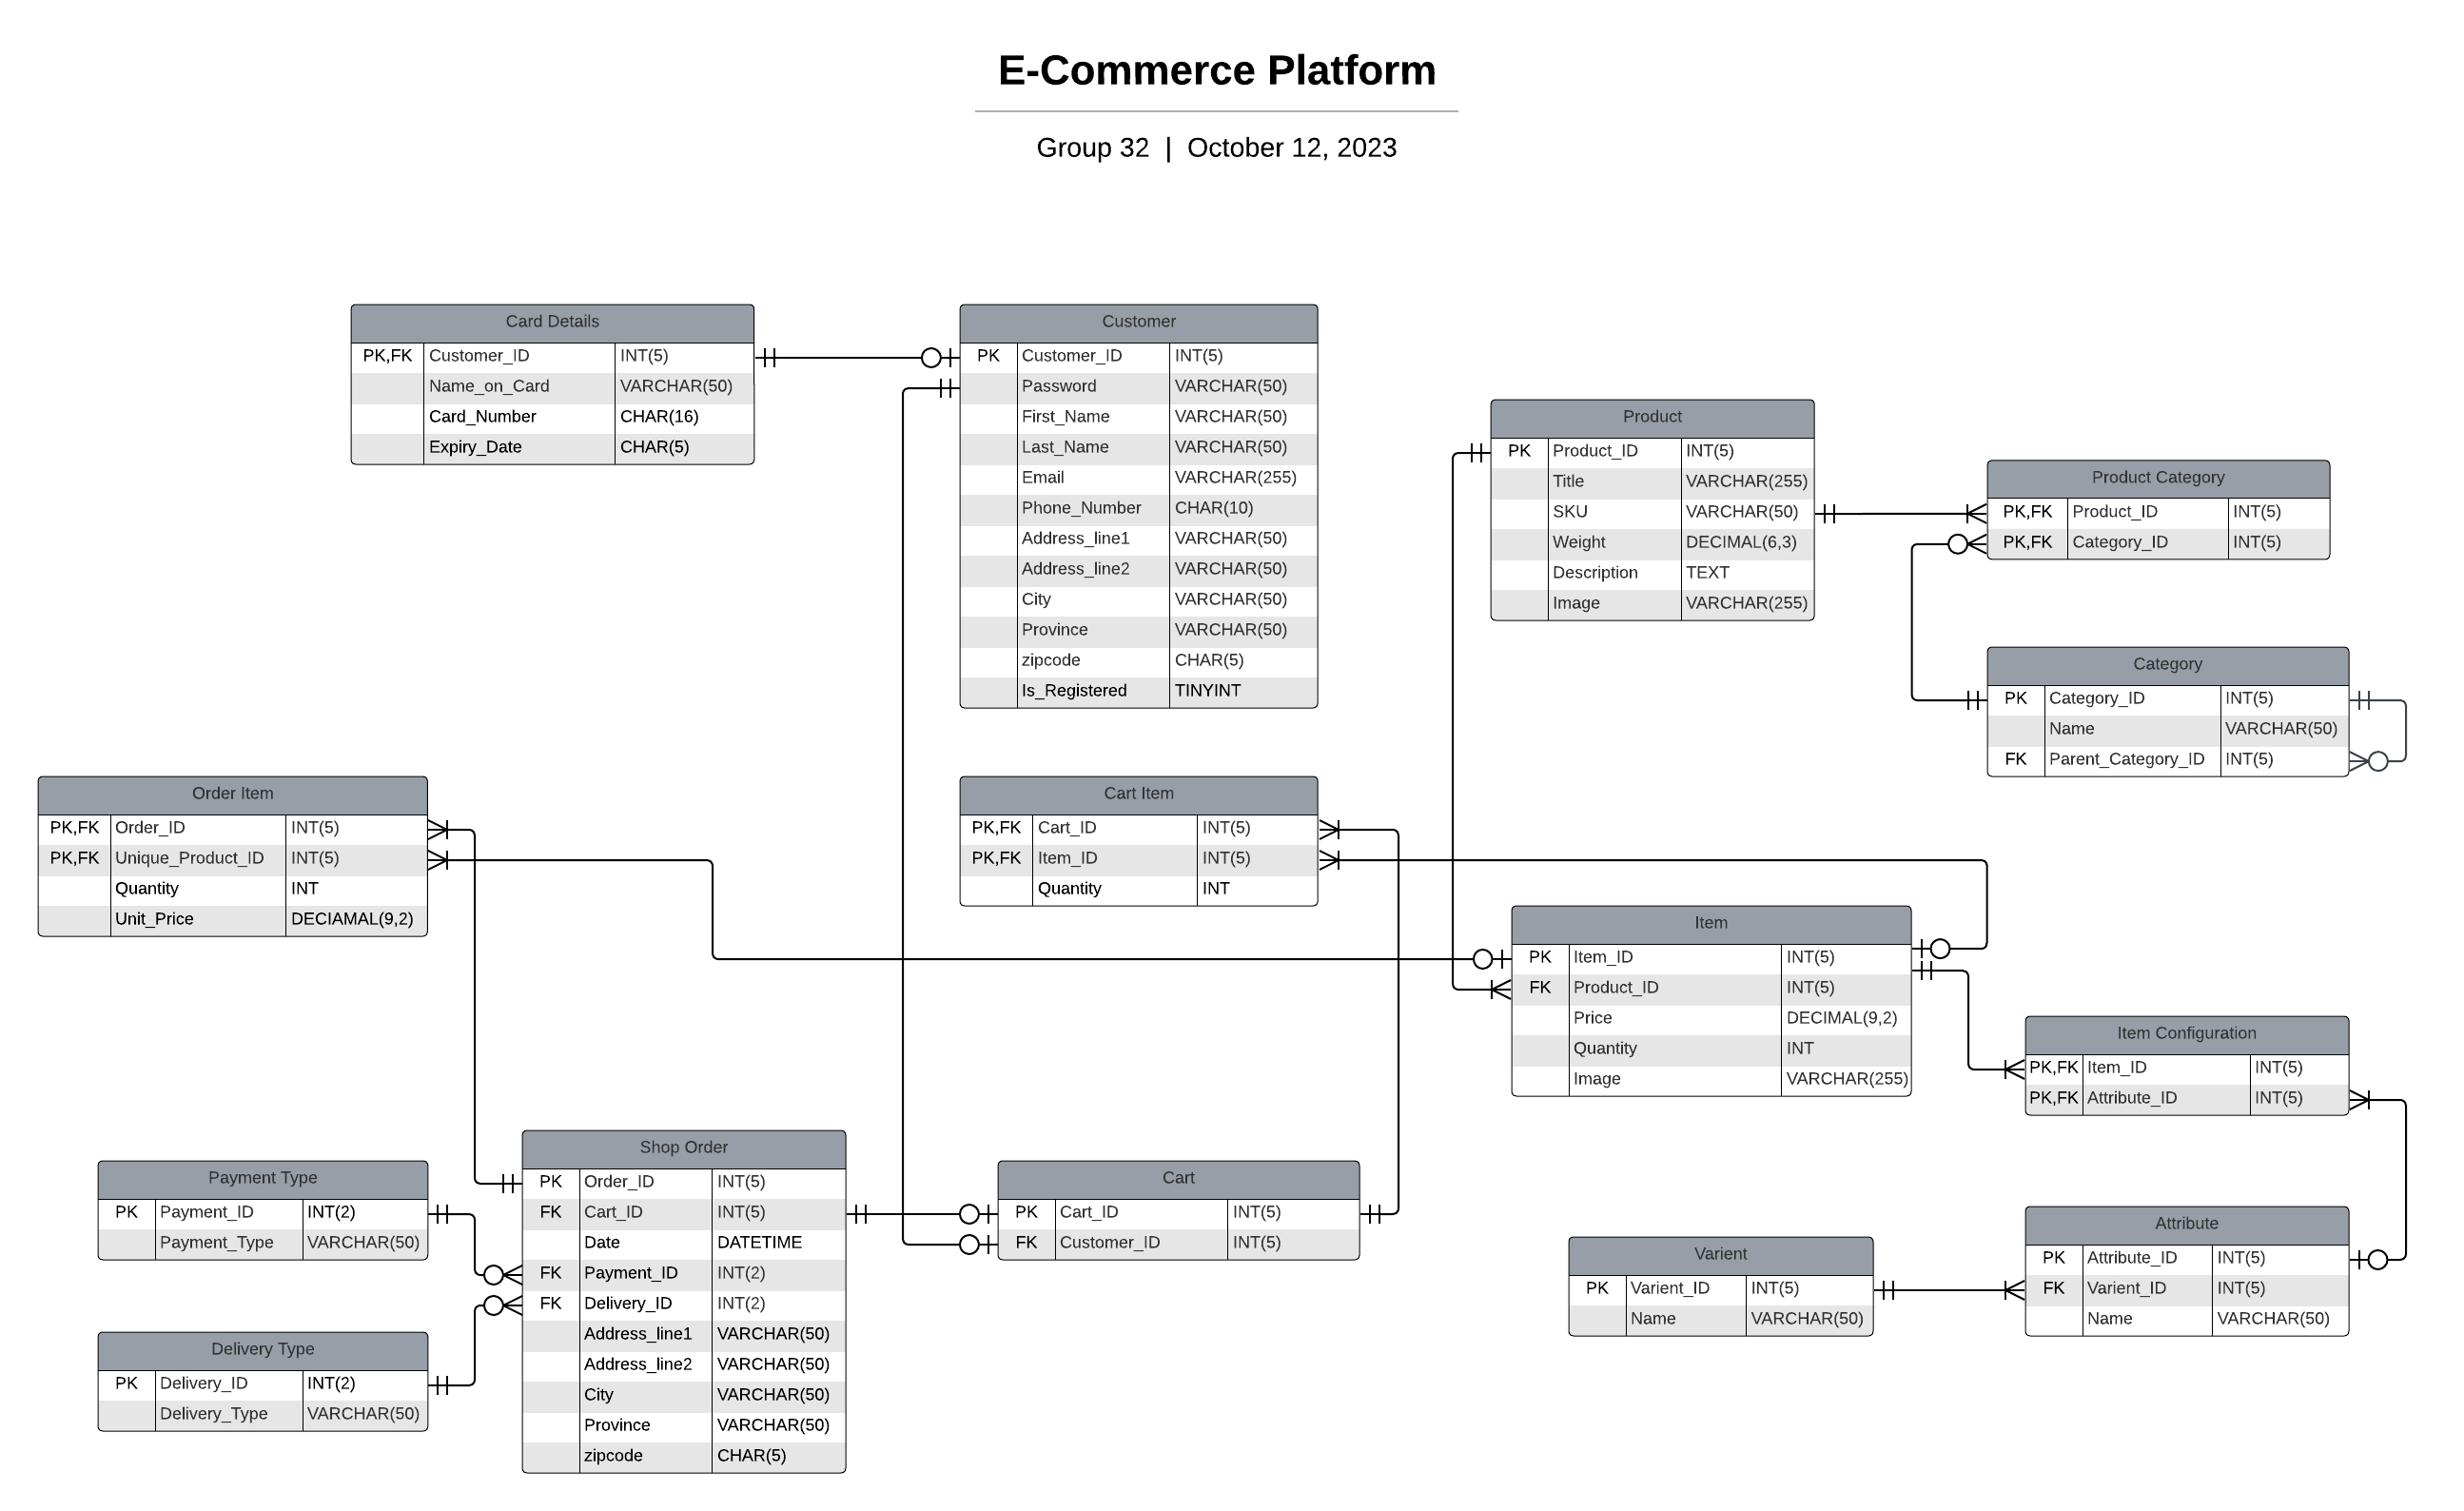 E-Commerce Platform
Group 32 | October 12, 2023
Card Details
PK,FK Customer_ID INT(5)
Name_on_Card VARCHAR(50)
Card_Number CHAR(16)
Expiry_Date CHAR(5)
Customer
PK Customer_ID INT(5)
Password VARCHAR(50)
First_Name VARCHAR(50)
Last_Name VARCHAR(50)
Email VARCHAR(255)
Phone_Number CHAR(10)
Address_line1 VARCHAR(50)
Address_line2 VARCHAR(50)
City VARCHAR(50)
Province VARCHAR(50)
zipcode CHAR(5)
Is_Registered TINYINT
Product
PK Product_ID INT(5)
Title VARCHAR(255)
SKU VARCHAR(50)
Weight DECIMAL(6,3)
Description TEXT
Image VARCHAR(255)
Product Category
PK,FK Product_ID INT(5)
PK,FK Category_ID INT(5)
Category
PK Category_ID INT(5)
Name VARCHAR(50)
FK Parent_Category_ID INT(5)
Order Item
PK,FK Order_ID INT(5)
PK,FK Unique_Product_ID INT(5)
Quantity INT
Unit_Price DECIAMAL(9,2)
Cart Item
PK,FK Cart_ID INT(5)
PK,FK Item_ID INT(5)
Quantity INT
Item
PK Item_ID INT(5)
FK Product_ID INT(5)
Price DECIMAL(9,2)
Quantity INT
Image VARCHAR(255)
Item Configuration
PK,FK Item_ID INT(5)
PK,FK Attribute_ID INT(5)
Payment Type
PK Payment_ID INT(2)
Payment_Type VARCHAR(50)
Delivery Type
PK Delivery_ID INT(2)
Delivery_Type VARCHAR(50)
Shop Order
PK Order_ID INT(5)
FK Cart_ID INT(5)
Date DATETIME
FK Payment_ID INT(2)
FK Delivery_ID INT(2)
Address_line1 VARCHAR(50)
Address_line2 VARCHAR(50)
City VARCHAR(50)
Province VARCHAR(50)
zipcode CHAR(5)
Cart
PK Cart_ID INT(5)
FK Customer_ID INT(5)
Varient
PK Varient_ID INT(5)
Name VARCHAR(50)
Attribute
PK Attribute_ID INT(5)
FK Varient_ID INT(5)
Name VARCHAR(50)